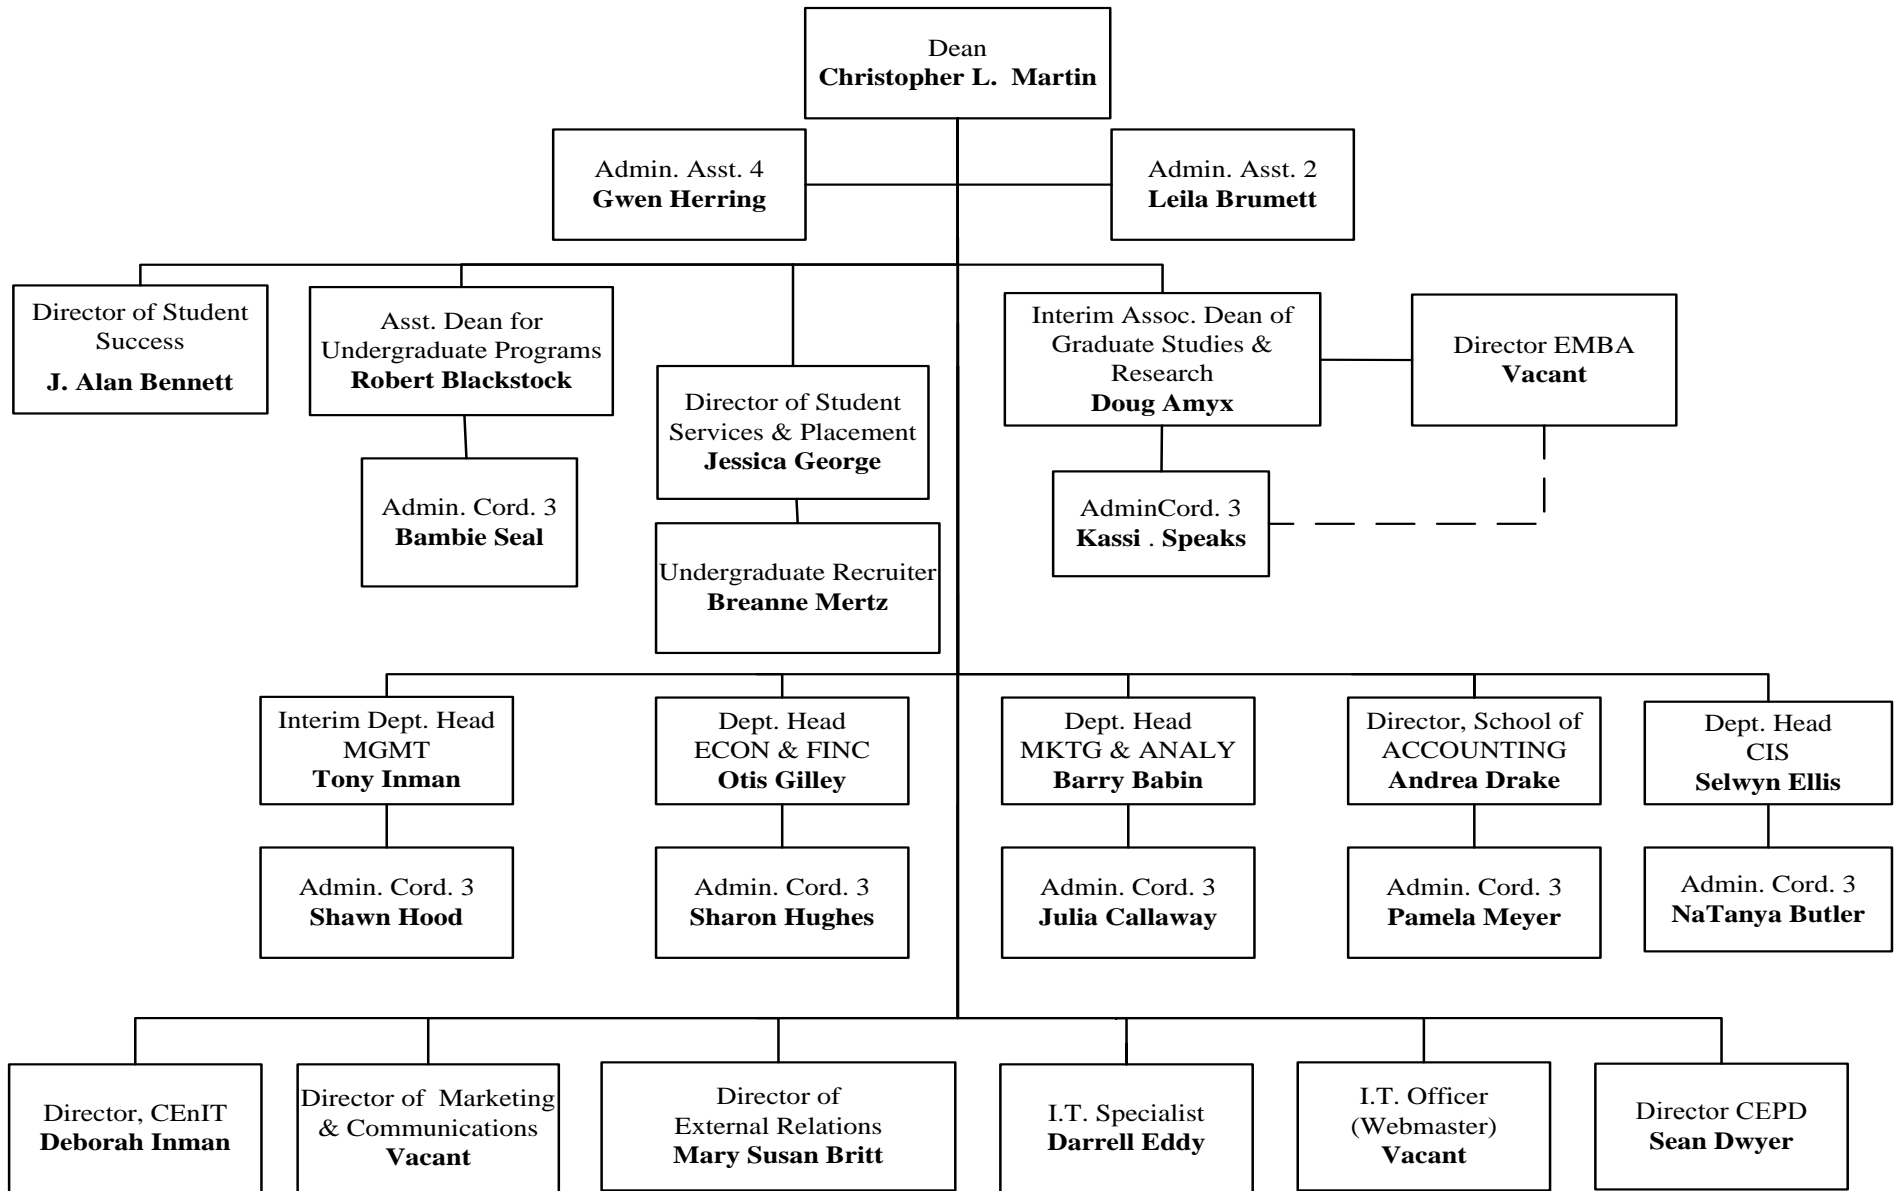 Dean
Christopher L. Martin
Admin. Asst. 4
Gwen Herring
Admin. Asst. 2
Leila Brumett
Director of Student
Success
J. Alan Bennett
Asst. Dean for
Undergraduate Programs
Robert Blackstock
Director of Student
Services & Placement
Jessica George
Interim Assoc. Dean of
Graduate Studies &
Research
Doug Amyx
Director EMBA
Vacant
Admin. Cord. 3
Bambie Seal
Undergraduate Recruiter
Breanne Mertz
AdminCord. 3
Kassi . Speaks
Interim Dept. Head
MGMT
Tony Inman
Dept. Head
ECON & FINC
Otis Gilley
Dept. Head
MKTG & ANALY
Barry Babin
Director, School of
ACCOUNTING
Andrea Drake
Dept. Head
CIS
Selwyn Ellis
Admin. Cord. 3
Shawn Hood
Admin. Cord. 3
Sharon Hughes
Admin. Cord. 3
Julia Callaway
Admin. Cord. 3
Pamela Meyer
Admin. Cord. 3
NaTanya Butler
Director, CEnIT
Deborah Inman
Director of Marketing
& Communications
Vacant
Director of
External Relations
Mary Susan Britt
I.T. Specialist
Darrell Eddy
I.T. Officer
(Webmaster)
Vacant
Director CEPD
Sean Dwyer